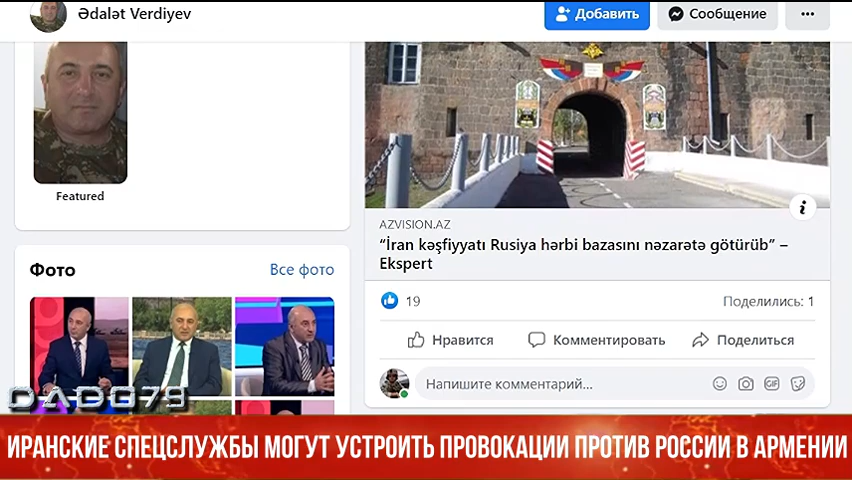 Ədalət Verdiyev
Добавить
Сообщение
Featured
Фото
Все фото
AZVISION.AZ
“İran kəşfiyyatı Rusiya hərbi bazasını nəzarətə götürüb” –
Ekspert
19
Поделились: 1
Нравится
Комментировать
Поделиться
Напишите комментарий...
GIF
DADG79
ИРАНСКИЕ СПЕЦСЛУЖБЫ МОГУТ УСТРОИТЬ ПРОВОКАЦИИ ПРОТИВ РОССИИ В АРМЕНИИ